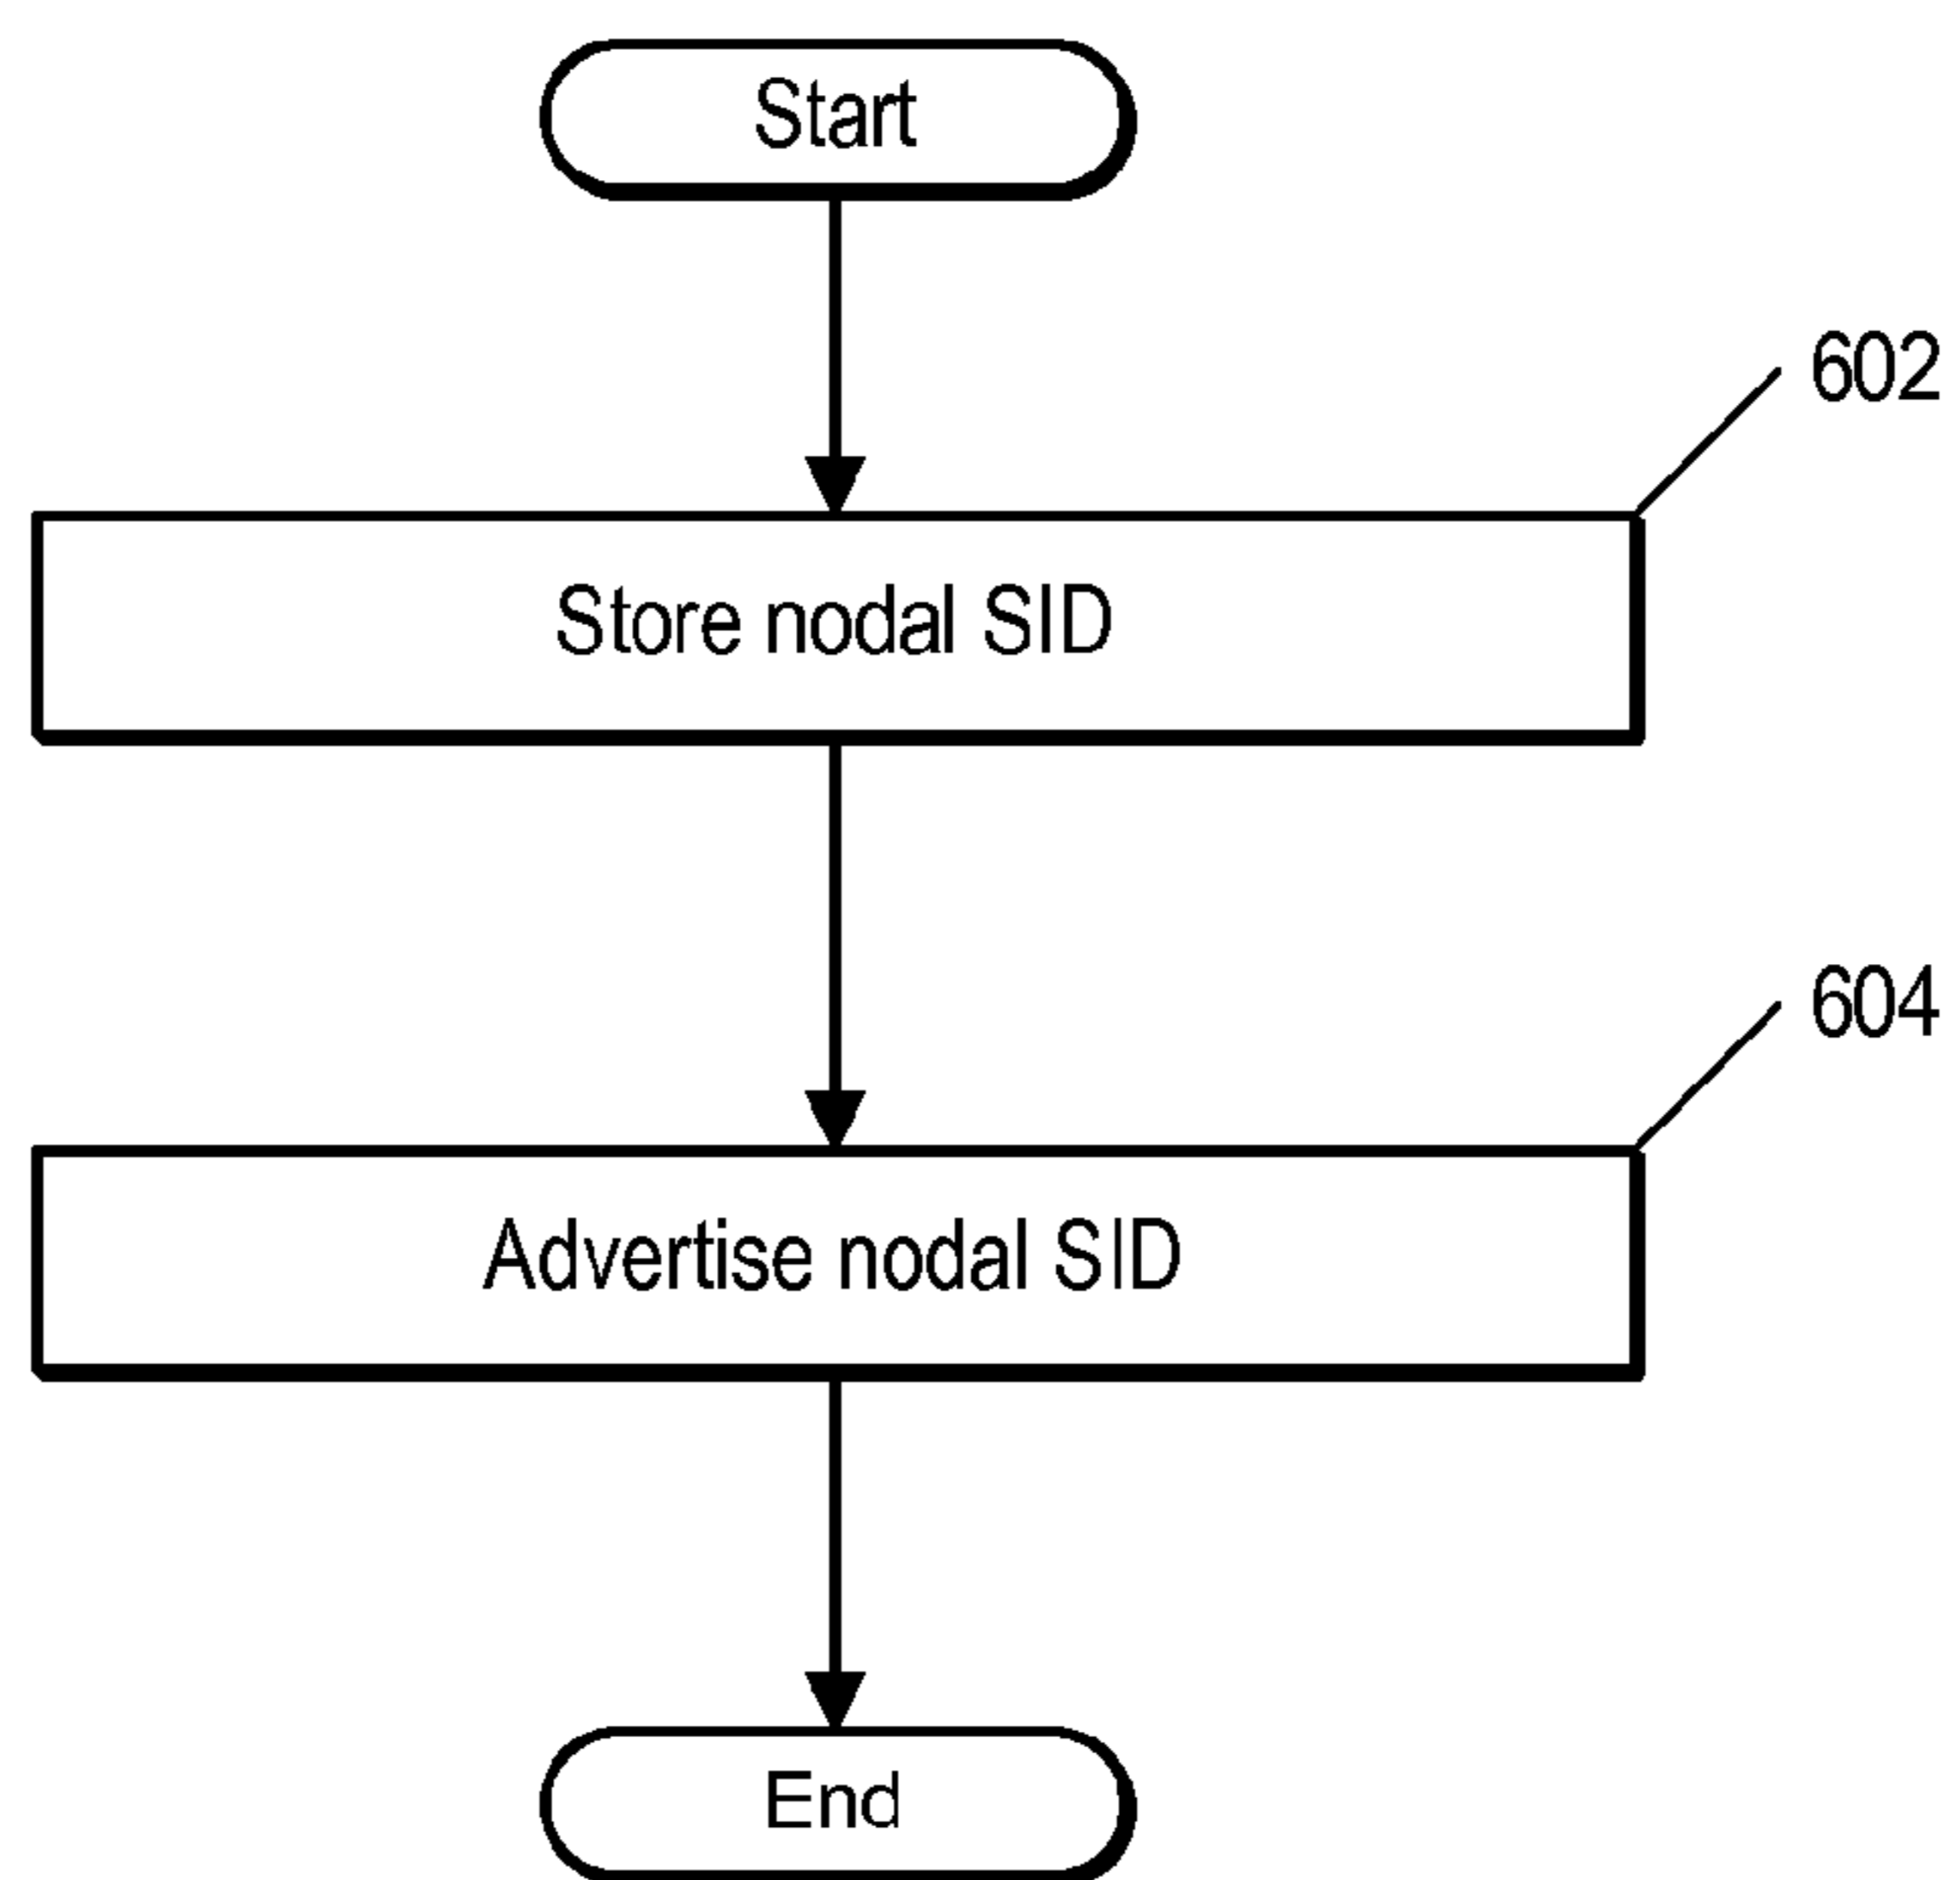 Start
602
Store nodal SID
604
Advertise nodal SID
End